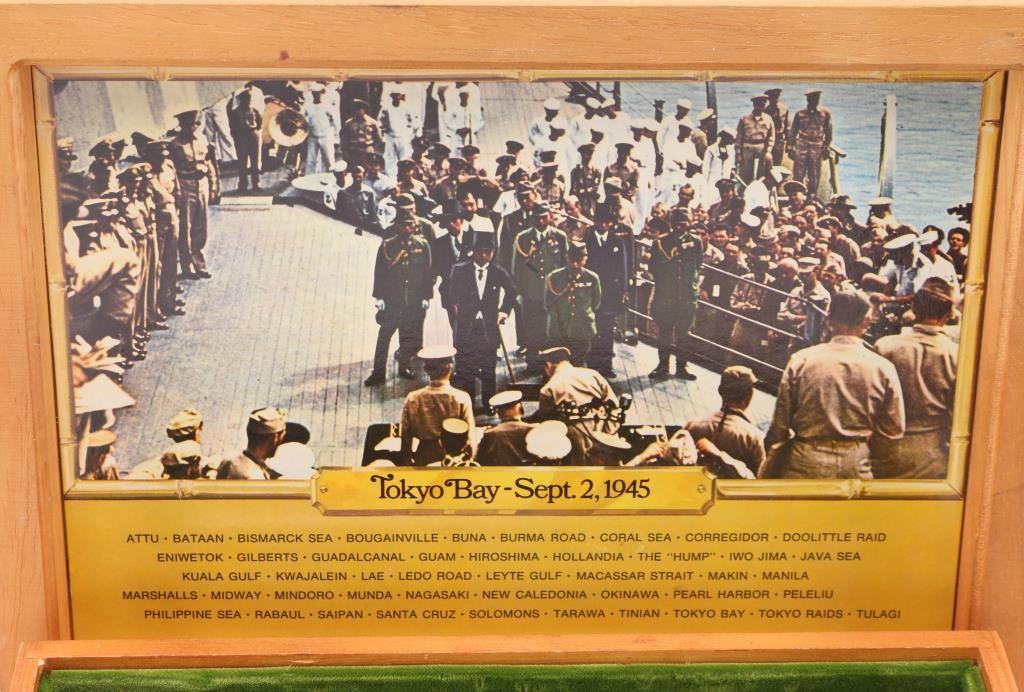 Tokyo Bay - Sept. 2, 1945
ATTU · BATAAN · BISMARCK SEA · BOUGAINVILLE · BUNA · BURMA ROAD · CORAL SEA · CORREGIDOR · DOOLITTLE RAID
ENIWETOK · GILBERTS · GUADALCANAL · GUAM · HIROSHIMA · HOLLANDIA · THE "HUMP" · IWO JIMA · JAVA SEA
KUALA GULF · KWAJALEIN · LAE · LEDO ROAD · LEYTE GULF · MACASSAR STRAIT · MAKIN · MANILA
MARSHALLS · MIDWAY · MINDORO · MUNDA · NAGASAKI · NEW CALEDONIA · OKINAWA · PEARL HARBOR · PELELIU
PHILIPPINE SEA · RABAUL · SAIPAN · SANTA CRUZ · SOLOMONS · TARAWA · TINIAN · TOKYO BAY · TOKYO RAIDS · TULAGI